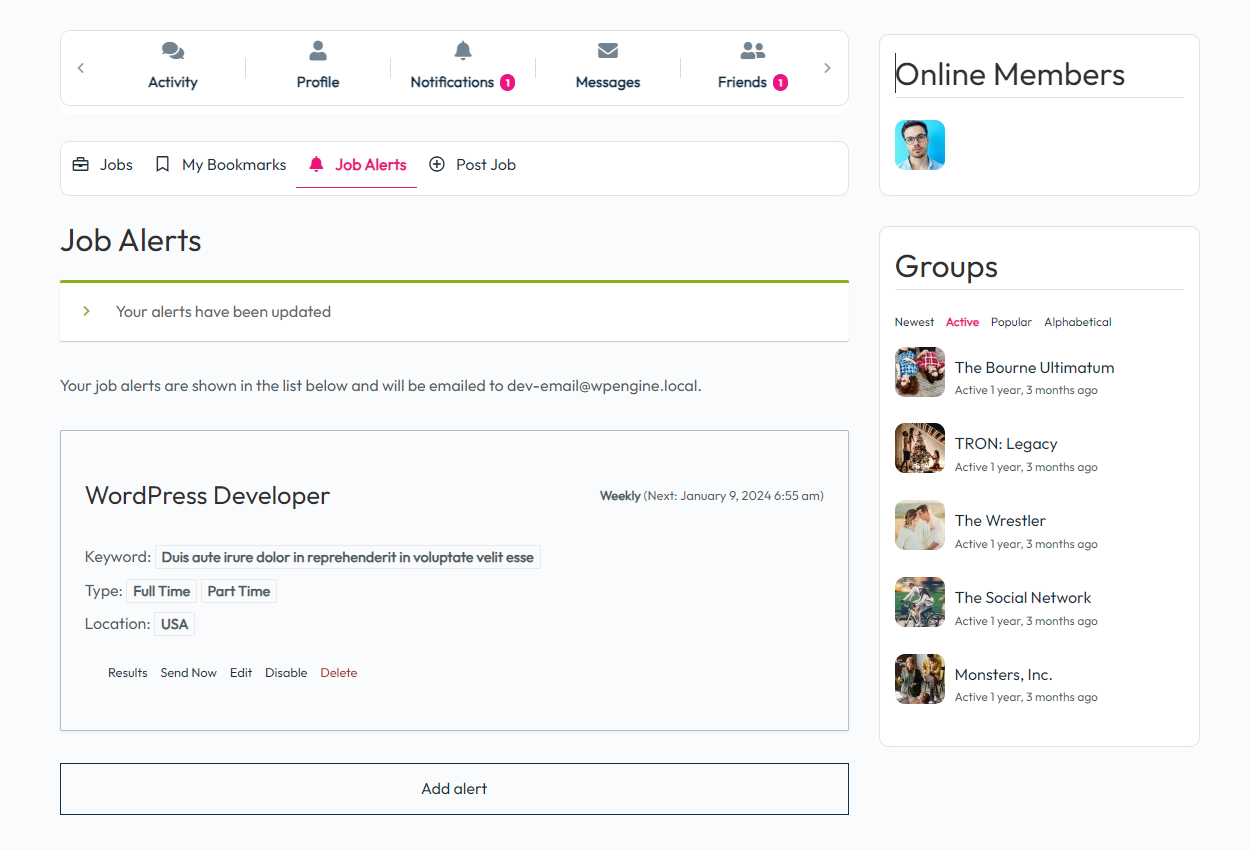 Activity
Profile
Notifications 1
Messages
Friends 1
Jobs
My Bookmarks
Job Alerts
Post Job
Job Alerts
Your alerts have been updated
Your job alerts are shown in the list below and will be emailed to dev-email@wpengine.local.
WordPress Developer
Weekly (Next: January 9, 2024 6:55 am)
Keyword: Duis aute irure dolor in reprehenderit in voluptate velit esse
Type: Full Time Part Time
Location: USA
Results Send Now Edit Disable Delete
Add alert
Online Members
Groups
Newest Active Popular Alphabetical
The Bourne Ultimatum
Active 1 year, 3 months ago
TRON: Legacy
Active 1 year, 3 months ago
The Wrestler
Active 1 year, 3 months ago
The Social Network
Active 1 year, 3 months ago
Monsters, Inc.
Active 1 year, 3 months ago